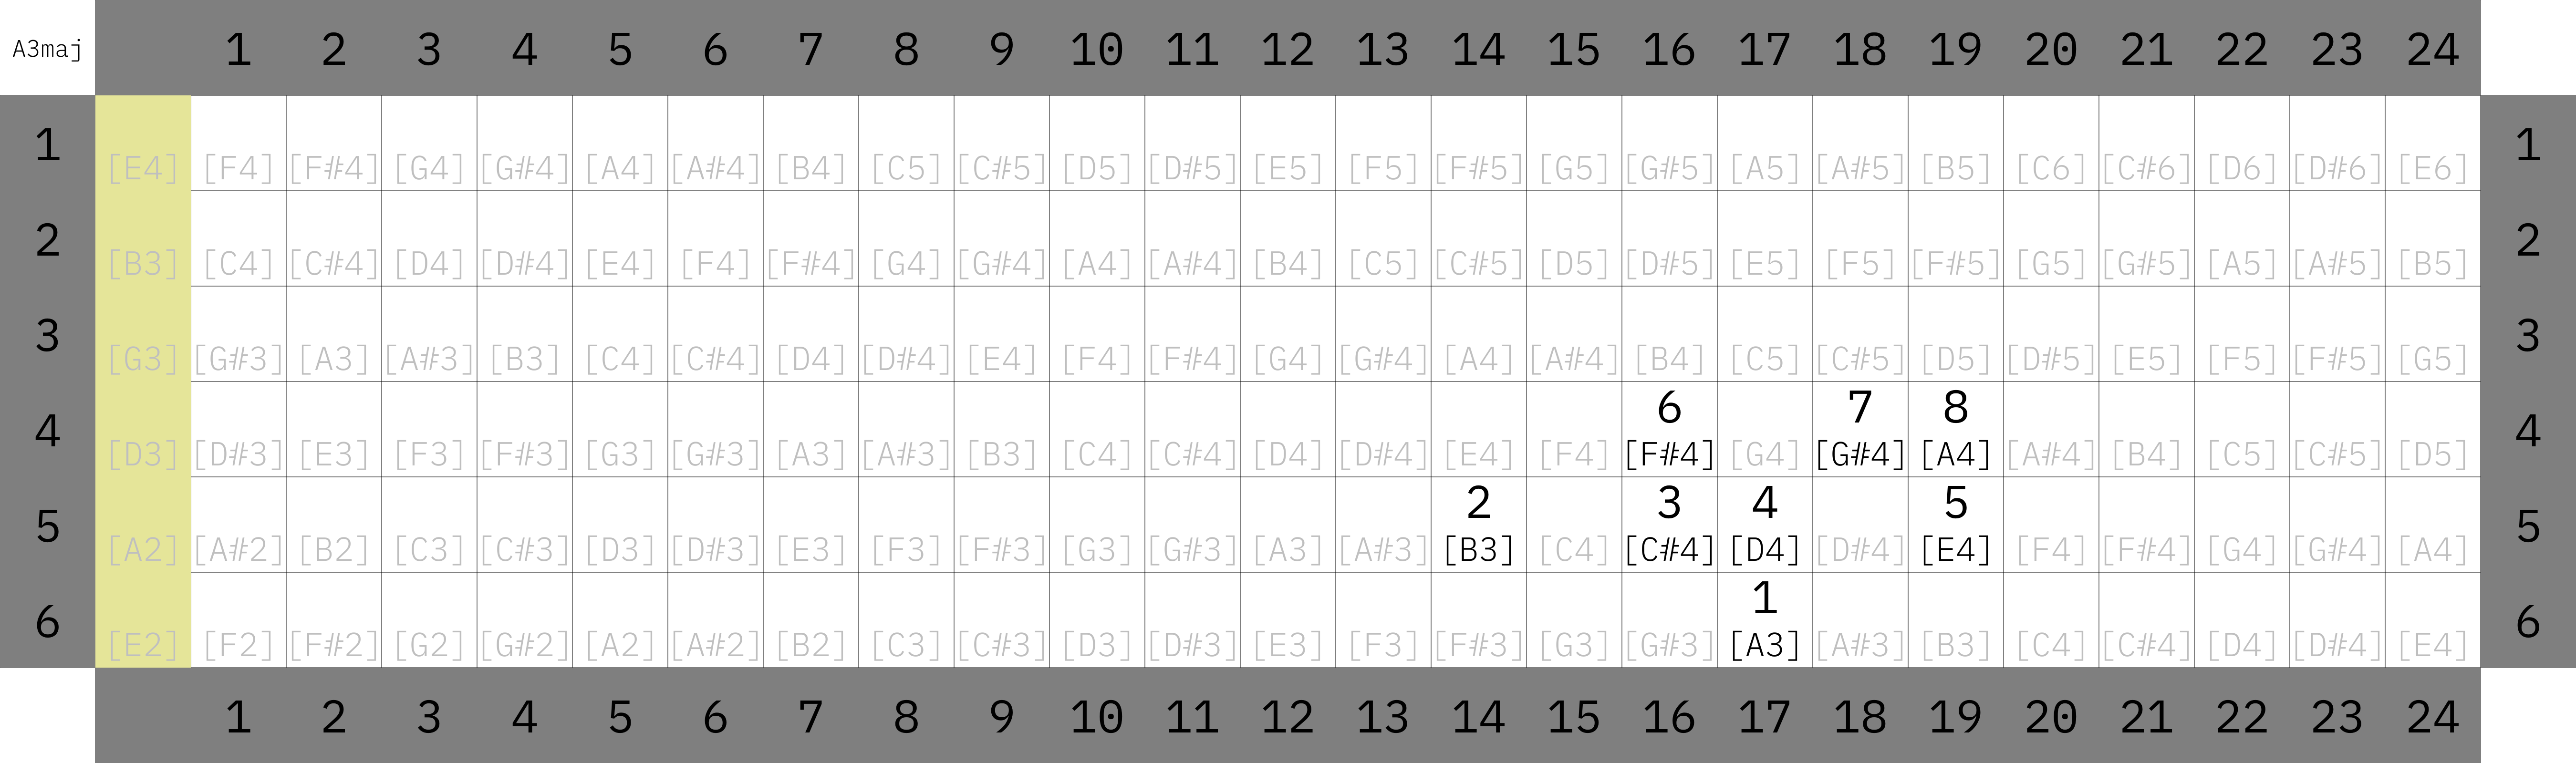 A3maj 1 2 3 4 5 6 7 8 9 10 11 12 13 14 15 16 17 18 19 20 21 22 23 24
1 1
[E4] [F4] [F#4] [G4] [G#4] [A4] [A#4] [B4] [C5] [C#5] [D5] [D#5] [E5] [F5] [F#5] [G5] [G#5] [A5] [A#5] [B5] [C6] [C#6] [D6] [D#6] [E6]
2 2
[B3] [C4] [C#4] [D4] [D#4] [E4] [F4] [F#4] [G4] [G#4] [A4] [A#4] [B4] [C5] [C#5] [D5] [D#5] [E5] [F5] [F#5] [G5] [G#5] [A5] [A#5] [B5]
3 3
[G3] [G#3] [A3] [A#3] [B3] [C4] [C#4] [D4] [D#4] [E4] [F4] [F#4] [G4] [G#4] [A4] [A#4] [B4] [C5] [C#5] [D5] [D#5] [E5] [F5] [F#5] [G5]
4 6 7 8 4
[D3] [D#3] [E3] [F3] [F#3] [G3] [G#3] [A3] [A#3] [B3] [C4] [C#4] [D4] [D#4] [E4] [F4] [F#4] [G4] [G#4] [A4] [A#4] [B4] [C5] [C#5] [D5]
5 2 3 4 5 5
[A2] [A#2] [B2] [C3] [C#3] [D3] [D#3] [E3] [F3] [F#3] [G3] [G#3] [A3] [A#3] [B3] [C4] [C#4] [D4] [D#4] [E4] [F4] [F#4] [G4] [G#4] [A4]
6 1 6
[E2] [F2] [F#2] [G2] [G#2] [A2] [A#2] [B2] [C3] [C#3] [D3] [D#3] [E3] [F3] [F#3] [G3] [G#3] [A3] [A#3] [B3] [C4] [C#4] [D4] [D#4] [E4]
1 2 3 4 5 6 7 8 9 10 11 12 13 14 15 16 17 18 19 20 21 22 23 24